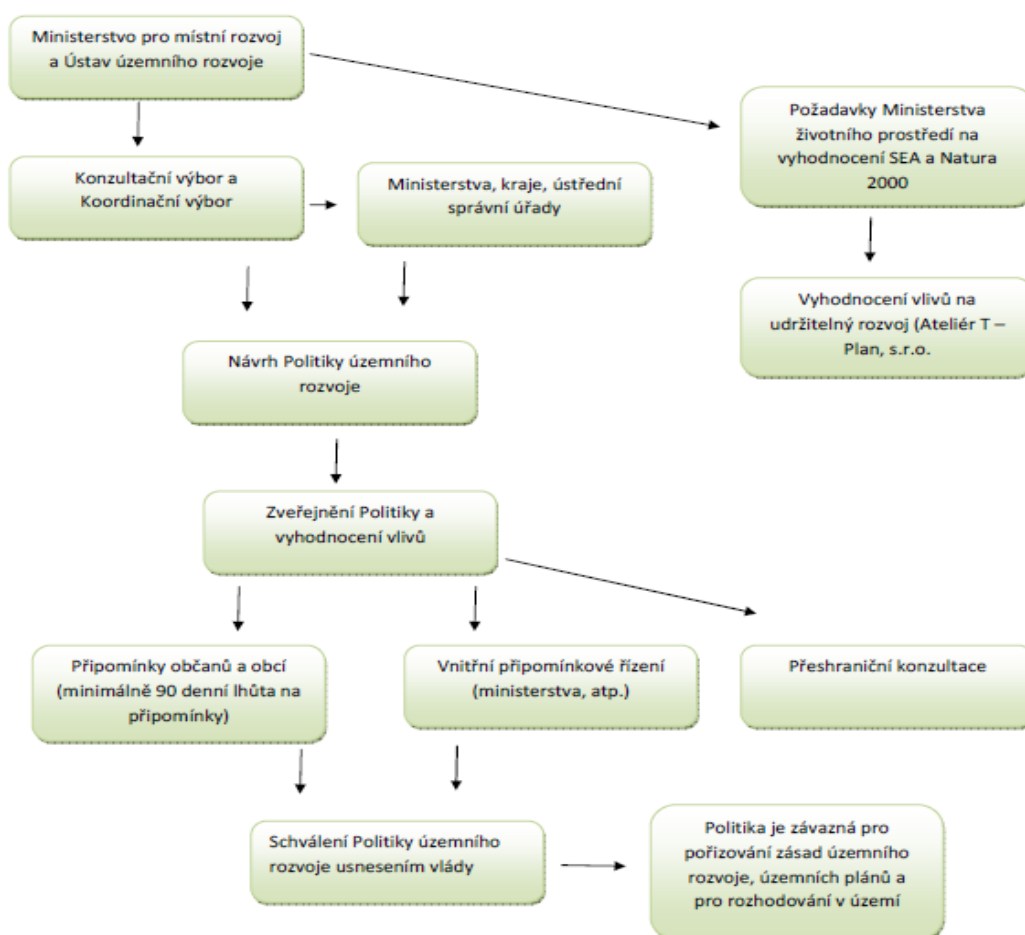 Ministerstvo pro místní rozvoj
a Ústav územního rozvoje
Požadavky Ministerstva
životního prostředí na
vyhodnocení SEA a Natura
2000
Konzultační výbor a
Koordinační výbor
Ministerstva, kraje, ústřední
správní úřady
Vyhodnocení vlivů na
udržitelný rozvoj (Ateliér T –
Plan, s.r.o.
Návrh Politiky územního
rozvoje
Zveřejnění Politiky a
vyhodnocení vlivů
Připomínky občanů a obcí
(minimálně 90 denní lhůta na
připomínky)
Vnitřní připomínkové řízení
(ministerstva, atp.)
Přeshraniční konzultace
Schválení Politiky územního
rozvoje usnesením vlády
Politika je závazná pro
pořizování zásad územního
rozvoje, územních plánů a
pro rozhodování v území